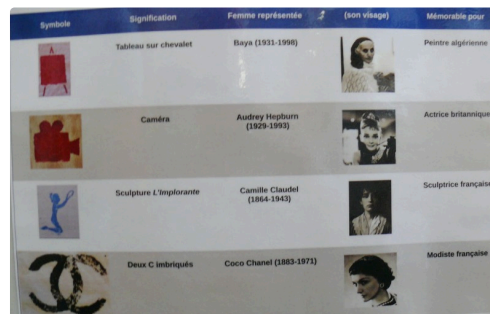 Symbole Signification Femme représentée (son visage) Mémorable pour
Tableau sur chevalet Baya (1931-1998) Peintre algérienne
Caméra Audrey Hepburn Actrice britannique
(1929-1993)
Sculpture L'Implorante Camille Claudel Sculptrice française
(1864-1943)
Deux C imbriqués Coco Chanel (1883-1971) Modiste française